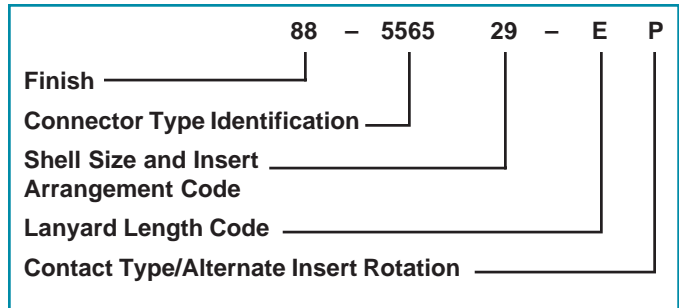 88 – 5565 29 – E P
Finish
Connector Type Identification
Shell Size and Insert
Arrangement Code
Lanyard Length Code
Contact Type/Alternate Insert Rotation